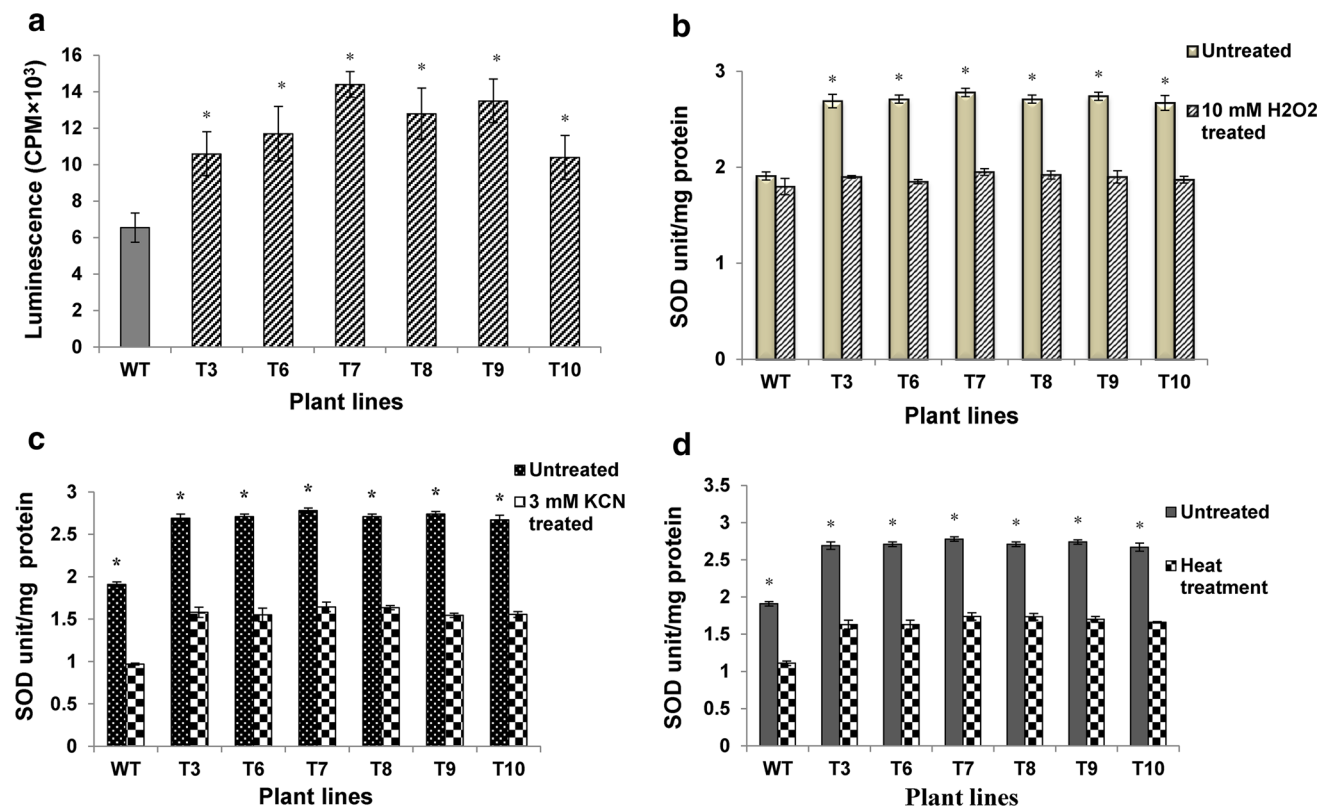 a
Luminescence (CPM×10³)
16
14
12
10
8
6
4
2
0
*
*
*
*
*
*
WT T3 T6 T7 T8 T9 T10
Plant lines
b
Untreated
10 mM H2O2
treated
SOD unit/mg protein
3
2
1
0
*
*
*
*
*
*
WT T3 T6 T7 T8 T9 T10
Plant lines
c
Untreated
3 mM KCN
treated
SOD unit/mg protein
3
2.5
2
1.5
1
0.5
0
*
*
*
*
*
*
*
WT T3 T6 T7 T8 T9 T10
Plant lines
d
Untreated
Heat
treatment
SOD unit/mg protein
3.5
3
2.5
2
1.5
1
0.5
0
*
*
*
*
*
*
*
WT T3 T6 T7 T8 T9 T10
Plant lines